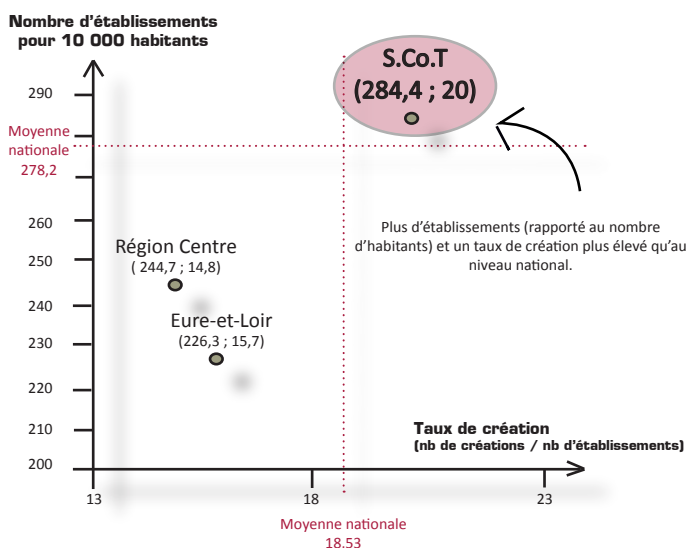 Nombre d'établissements
pour 10 000 habitants
S.Co.T
(284,4 ; 20)
290
Moyenne
nationale
278,2
260
250
240
230
220
210
200
Plus d'établissements (rapporté au nombre
d'habitants) et un taux de création plus élevé qu'au
niveau national.
Région Centre
( 244,7 ; 14,8)
Eure-et-Loir
(226,3 ; 15,7)
Taux de création
(nb de créations / nb d'établissements)
13
18
23
Moyenne nationale
18.53